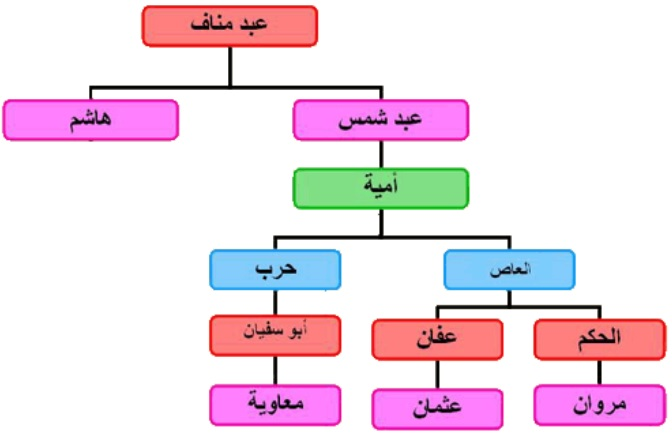 عبد مناف
هاشم
عبد شمس
أمية
حرب
العاص
أبو سفيان
عفان
الحكم
معاوية
عثمان
مروان